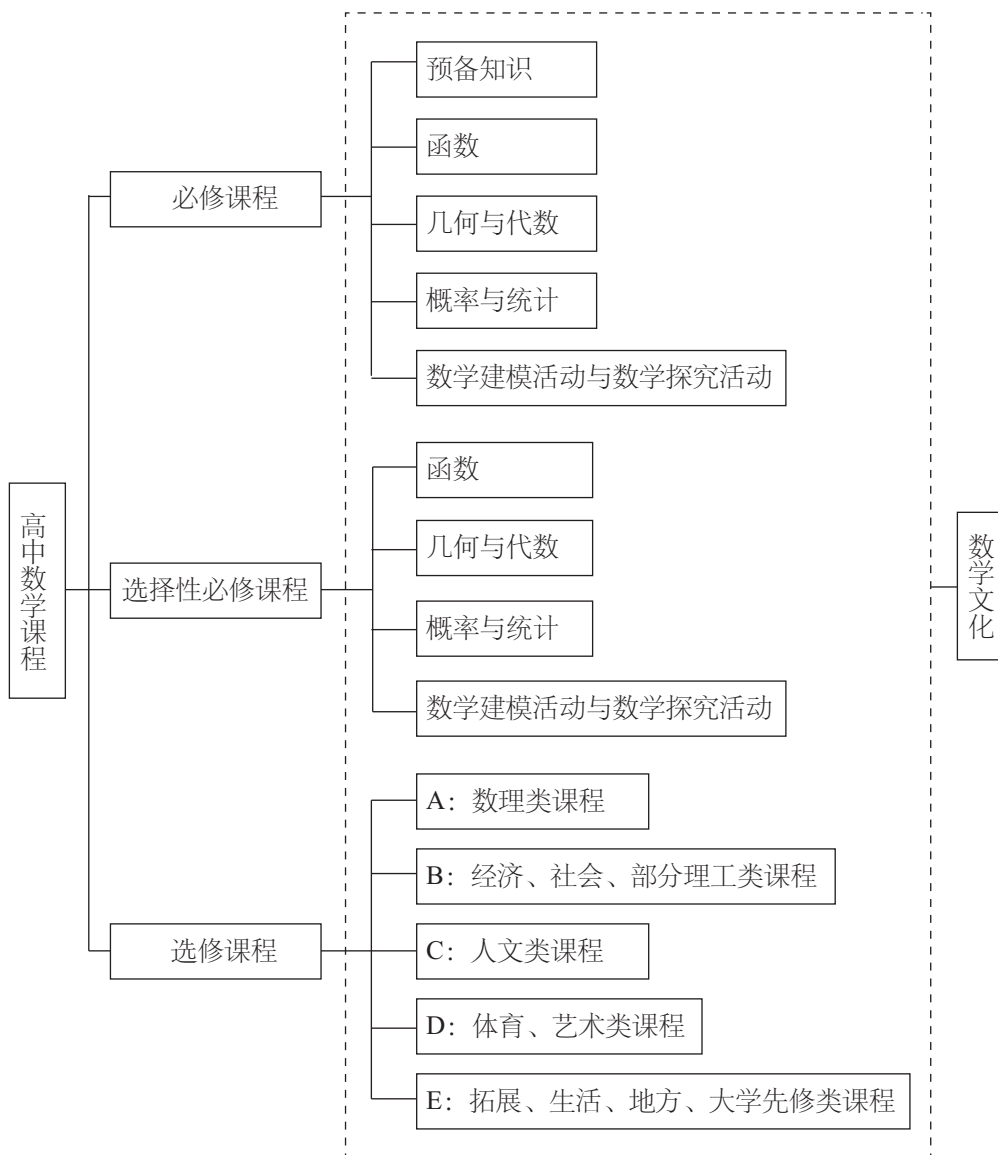 高中数学课程
必修课程
预备知识
函数
几何与代数
概率与统计
数学建模活动与数学探究活动
选择性必修课程
函数
几何与代数
概率与统计
数学建模活动与数学探究活动
选修课程
A：数理类课程
B：经济、社会、部分理工类课程
C：人文类课程
D：体育、艺术类课程
E：拓展、生活、地方、大学先修类课程
数学文化